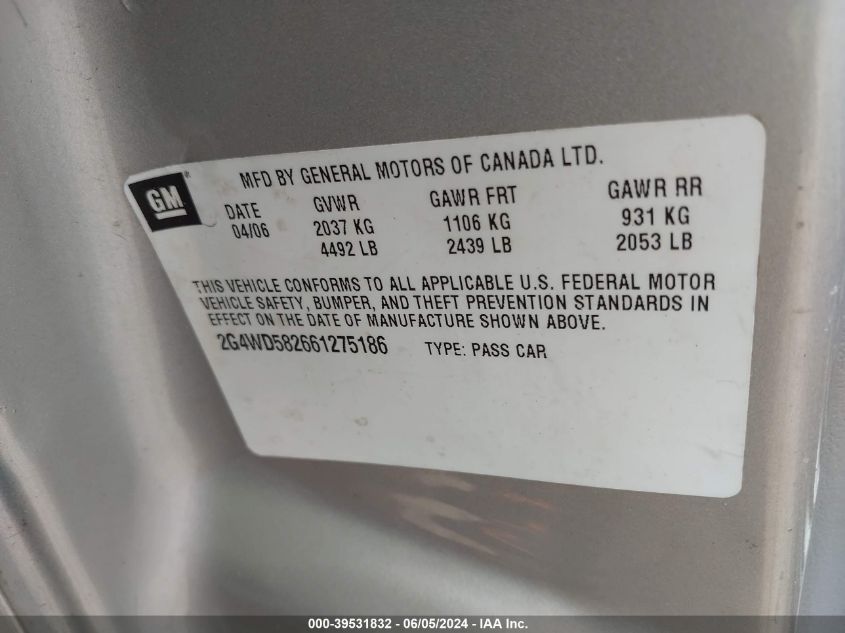 MFD BY GENERAL MOTORS OF CANADA LTD.
GM
DATE GVWR GAWR FRT GAWR RR
04/06 2037 KG 1106 KG 931 KG
4492 LB 2439 LB 2053 LB
THIS VEHICLE CONFORMS TO ALL APPLICABLE U.S. FEDERAL MOTOR
VEHICLE SAFETY, BUMPER, AND THEFT PREVENTION STANDARDS IN
EFFECT ON THE DATE OF MANUFACTURE SHOWN ABOVE.
2G4WD582661275186 TYPE: PASS CAR
000-39531832 - 06/05/2024 - IAA Inc.